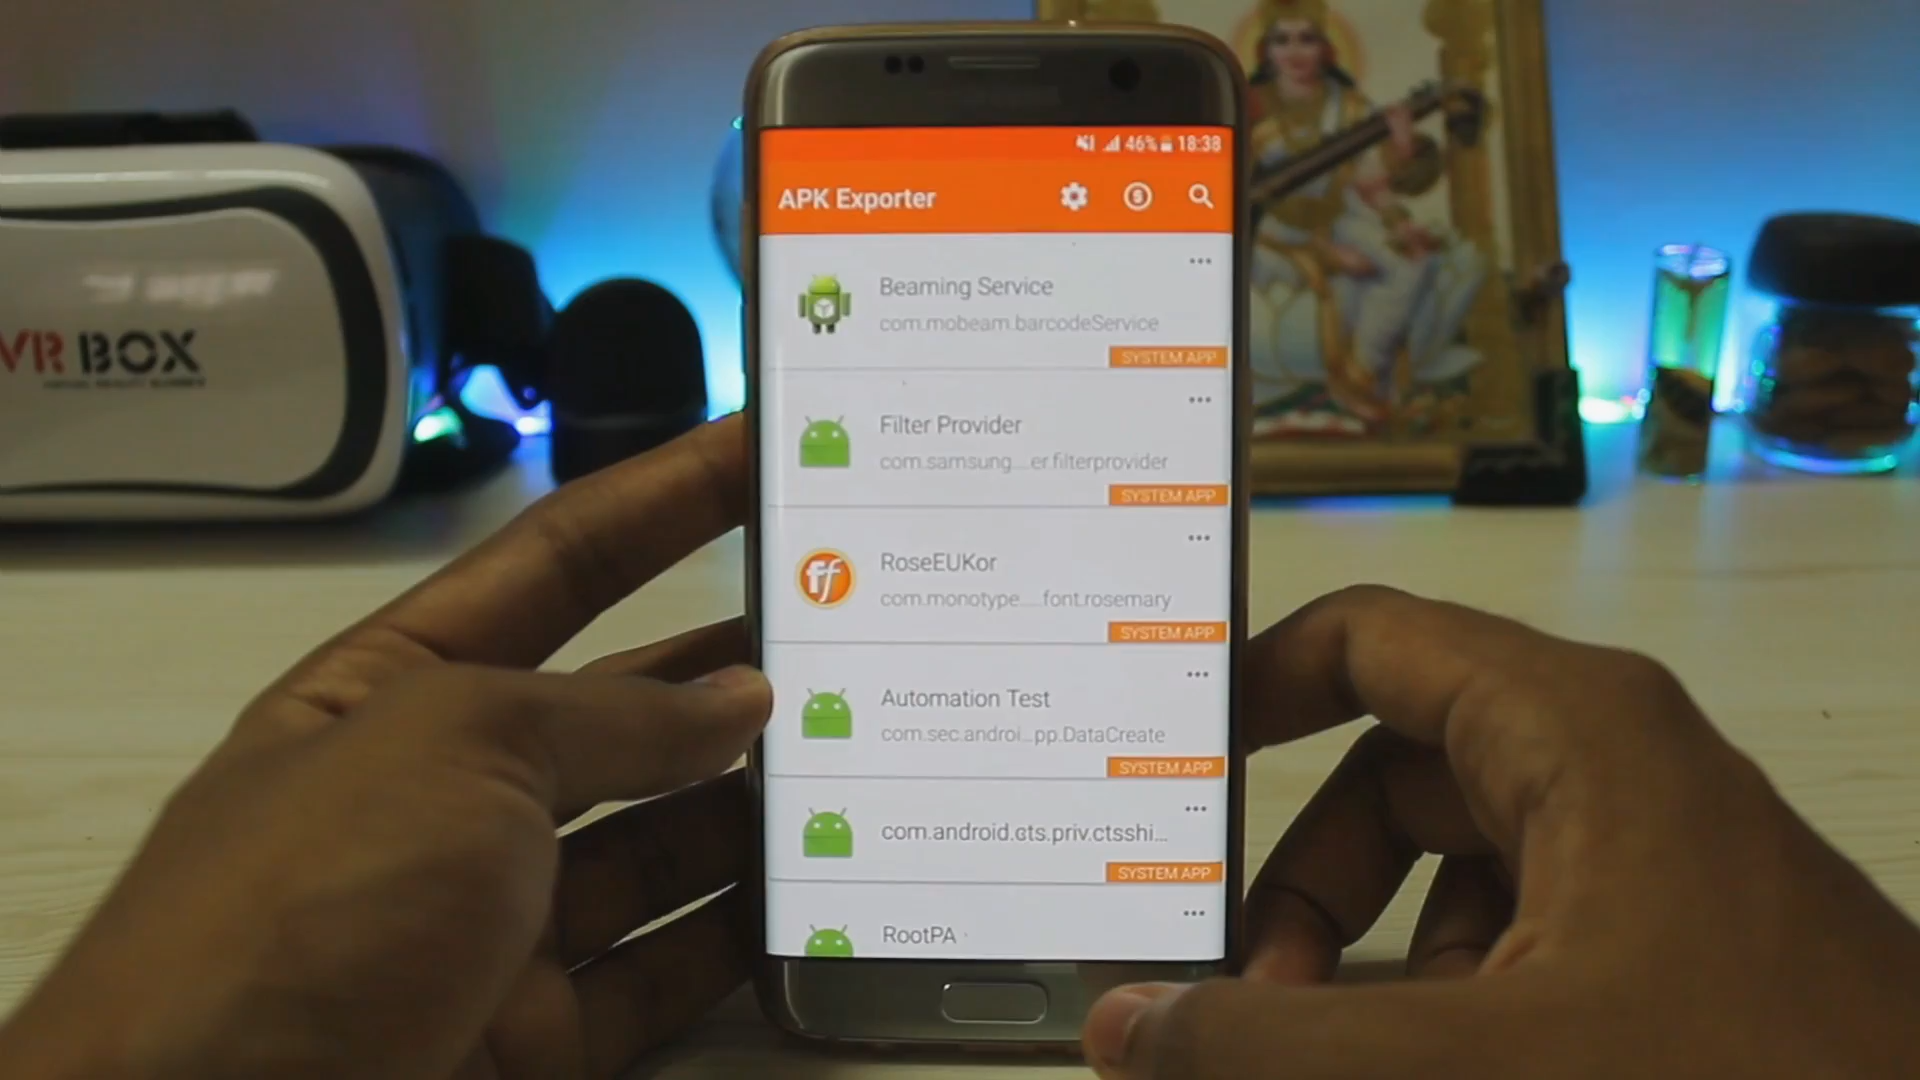 VR BOX
46% 18:38
APK Exporter
Beaming Service
com.mobeam.barcodeService
SYSTEM APP
Filter Provider
com.samsung....er.filterprovider
SYSTEM APP
ff
RoseEUKor
com.monotype....font.rosemary
SYSTEM APP
Automation Test
com.sec.androi...pp.DataCreate
SYSTEM APP
com.android.cts.priv.ctsshi...
SYSTEM APP
RootPA